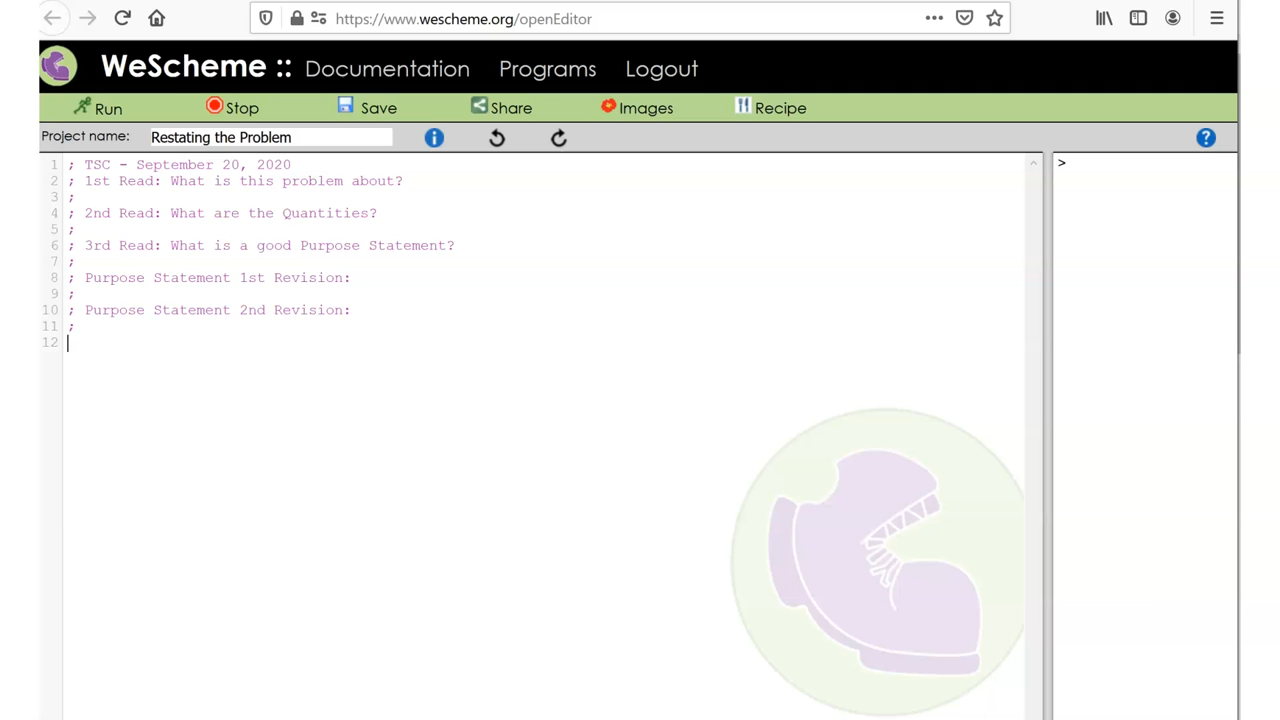 https://www.wescheme.org/openEditor
WeScheme :: Documentation Programs Logout
Run Stop Save Share Images Recipe
Project name: Restating the Problem
1 ; TSC - September 20, 2020
2 ; 1st Read: What is this problem about?
3 ;
4 ; 2nd Read: What are the Quantities?
5 ;
6 ; 3rd Read: What is a good Purpose Statement?
7 ;
8 ; Purpose Statement 1st Revision:
9 ;
10 ; Purpose Statement 2nd Revision:
11 ;
12
>